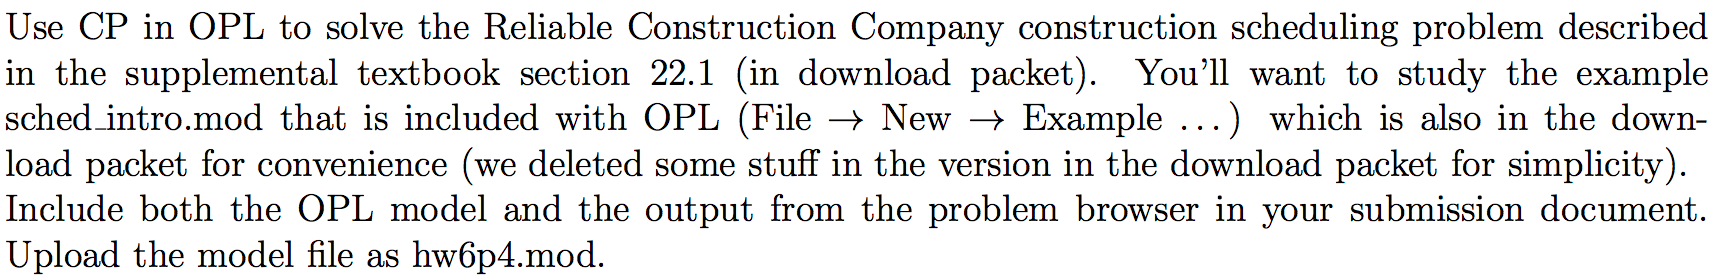 Use CP in OPL to solve the Reliable Construction Company construction scheduling problem described
in the supplemental textbook section 22.1 (in download packet). You'll want to study the example
sched_intro.mod that is included with OPL (File → New → Example ...) which is also in the down-
load packet for convenience (we deleted some stuff in the version in the download packet for simplicity).
Include both the OPL model and the output from the problem browser in your submission document.
Upload the model file as hw6p4.mod.